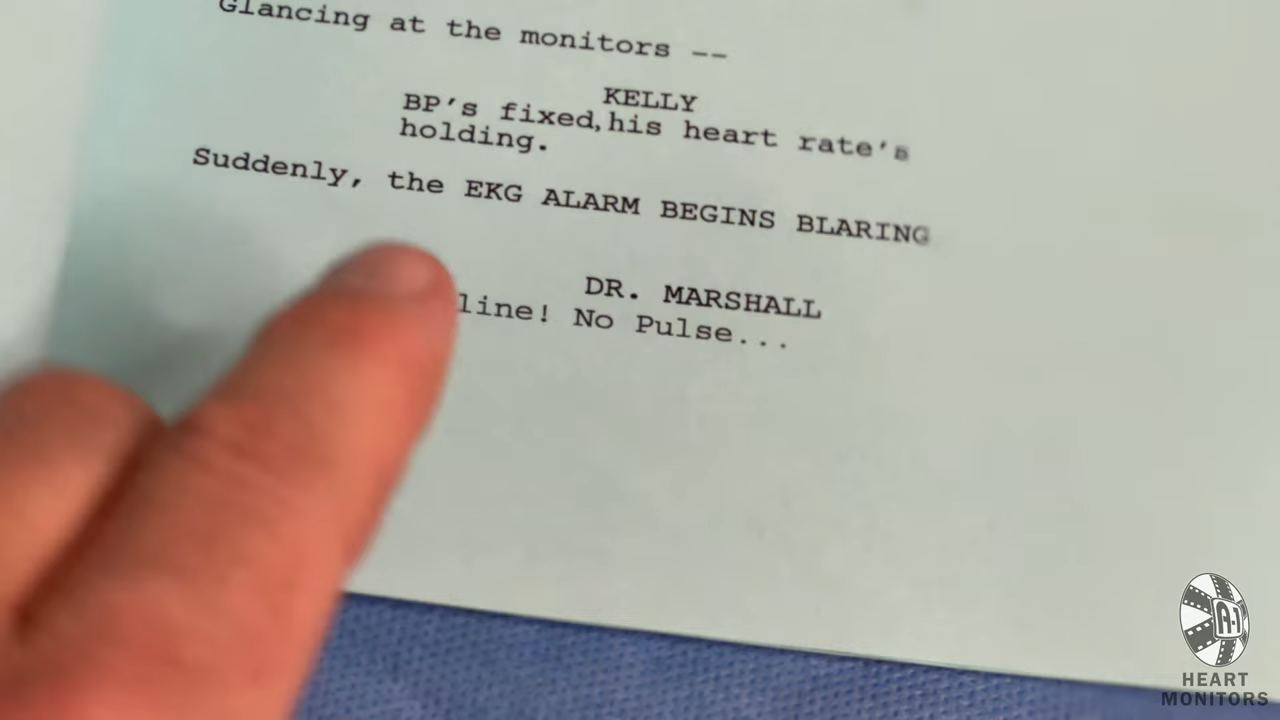 Glancing at the monitors --
KELLY
BP's fixed, his heart rate's
holding.
Suddenly, the EKG ALARM BEGINS BLARING
DR. MARSHALL
line! No Pulse...
A-1
HEART
MONITORS